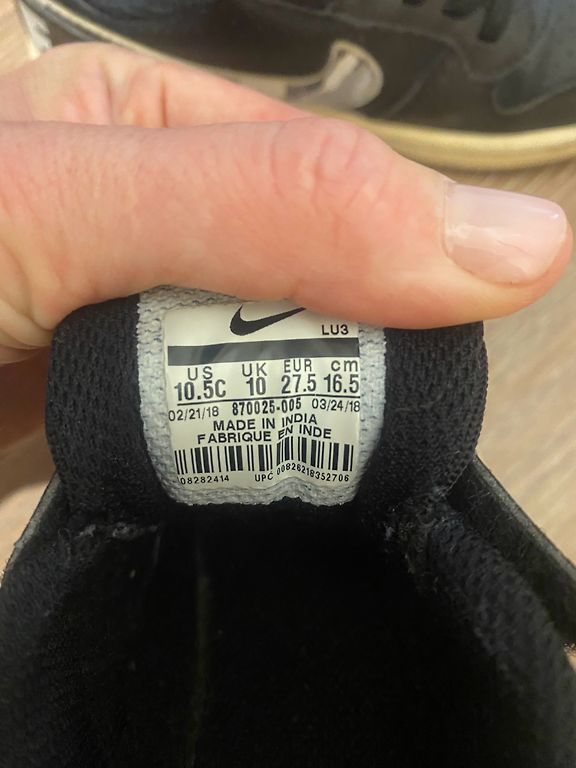 LU3
US UK EUR cm
10.5C 10 27.5 16.5
02/21/18 870025-005 03/24/18
MADE IN INDIA
FABRIQUE EN INDE
08282414 UPC 00826218352706